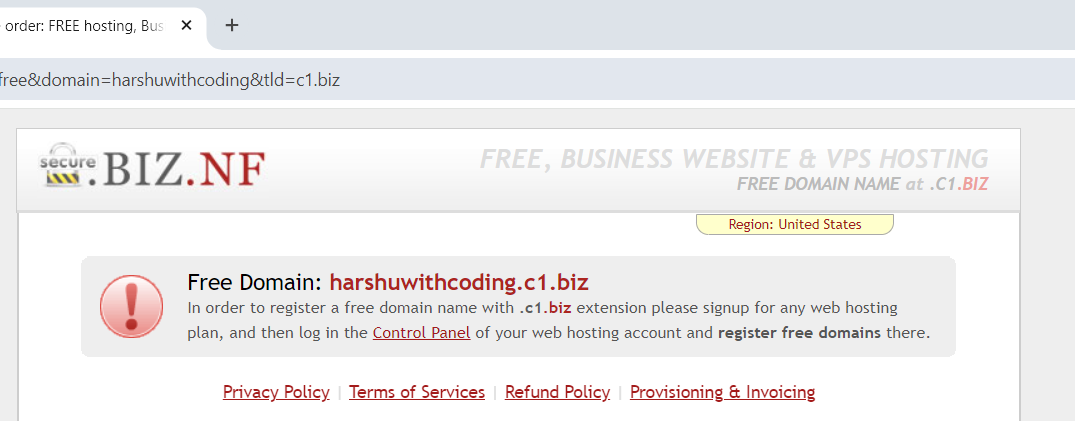 order: FREE hosting, Bus
free&domain=harshuwithcoding&tld=c1.biz
secure .BIZ.NF
FREE, BUSINESS WEBSITE & VPS HOSTING
FREE DOMAIN NAME at .C1.BIZ
Region: United States
Free Domain: harshuwithcoding.c1.biz
In order to register a free domain name with .c1.biz extension please signup for any web hosting
plan, and then log in the Control Panel of your web hosting account and register free domains there.
Privacy Policy | Terms of Services | Refund Policy | Provisioning & Invoicing